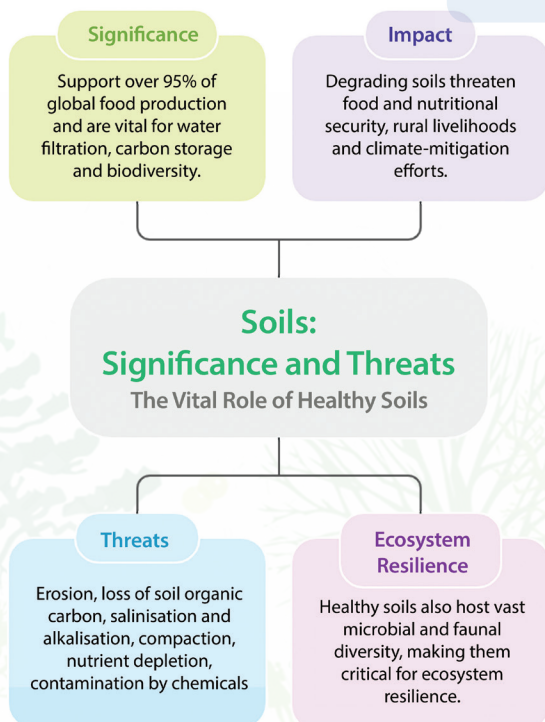 Significance
Support over 95% of
global food production
and are vital for water
filtration, carbon storage
and biodiversity.
Impact
Degrading soils threaten
food and nutritional
security, rural livelihoods
and climate-mitigation
efforts.
Soils:
Significance and Threats
The Vital Role of Healthy Soils
Threats
Erosion, loss of soil organic
carbon, salinisation and
alkalisation, compaction,
nutrient depletion,
contamination by chemicals
Ecosystem
Resilience
Healthy soils also host vast
microbial and faunal
diversity, making them
critical for ecosystem
resilience.